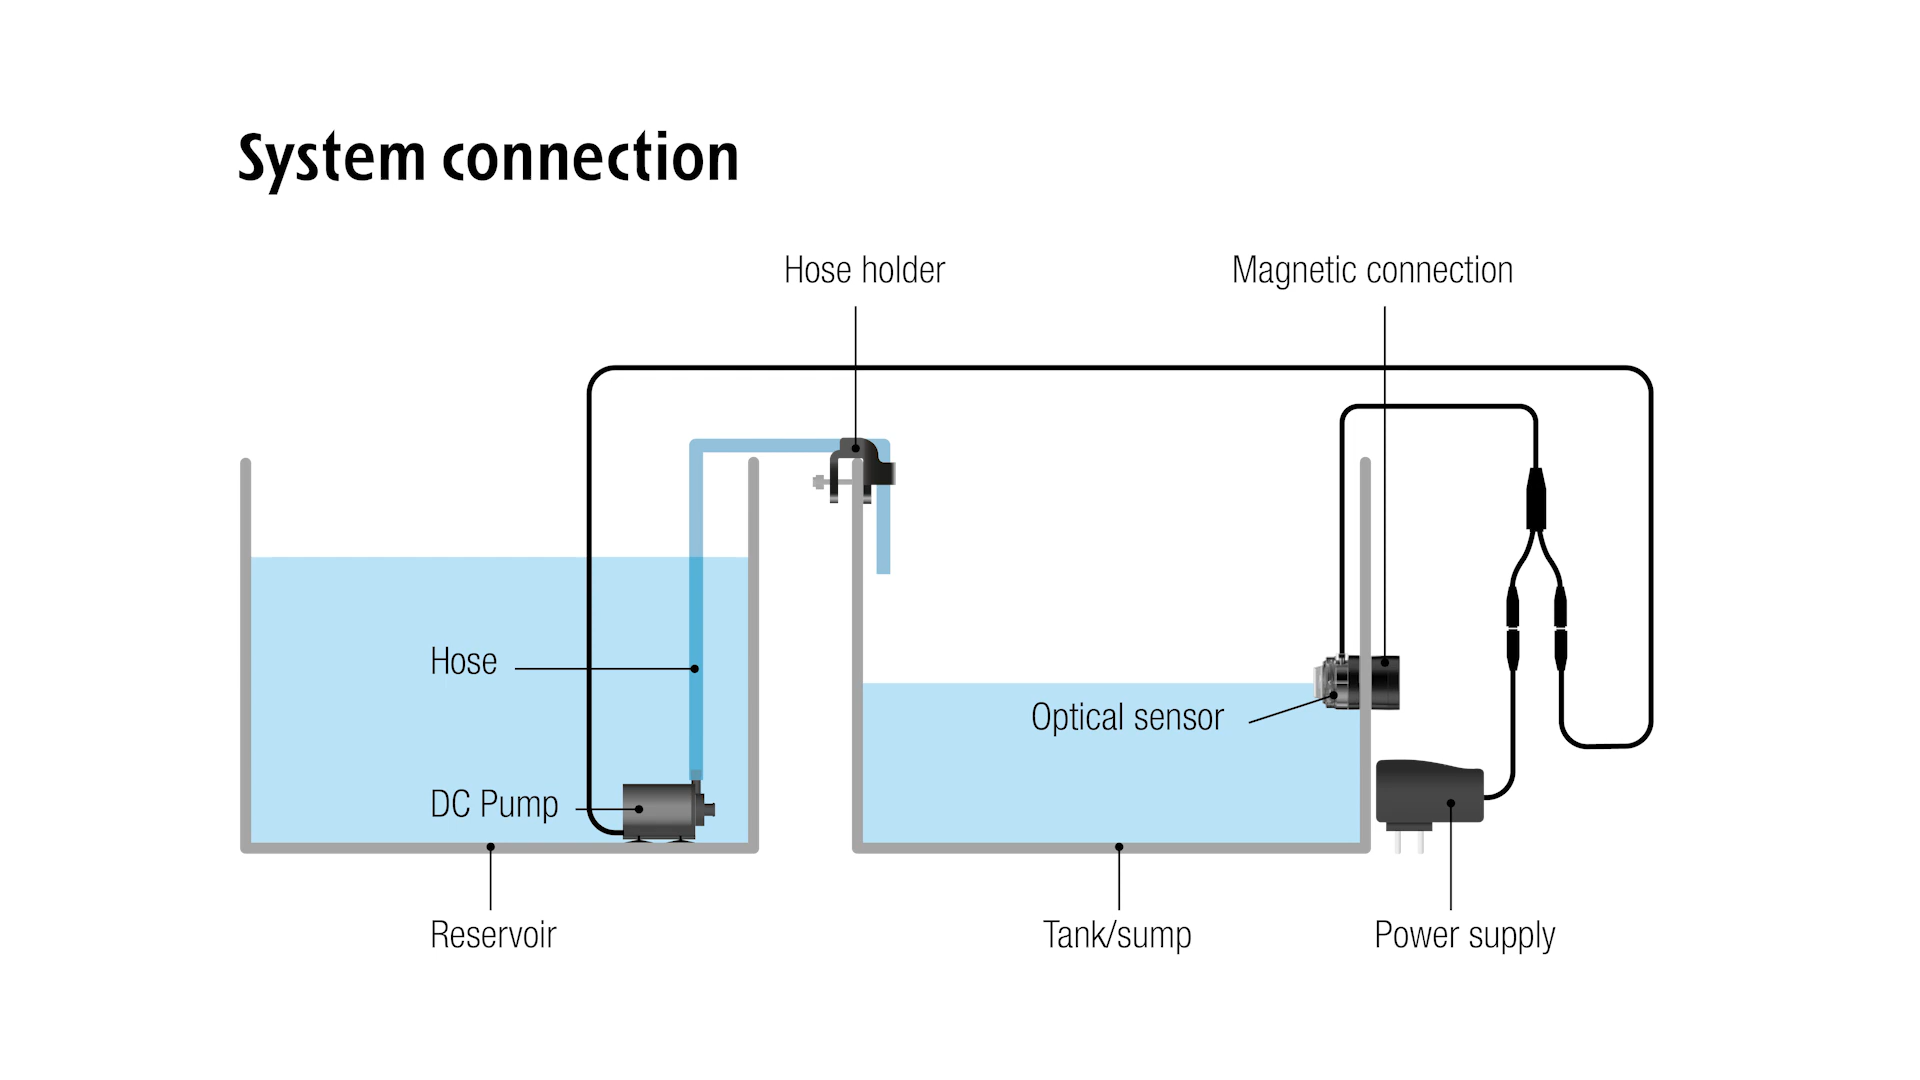 System connection
Hose holder
Magnetic connection
Hose
Optical sensor
DC Pump
Reservoir
Tank/sump
Power supply